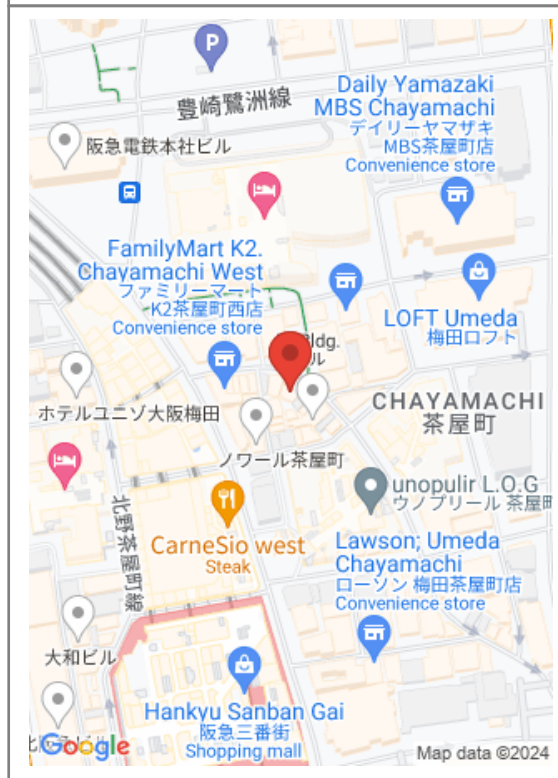 P
豊崎鷺洲線
Daily Yamazaki
MBS Chayamachi
デイリーヤマザキ
MBS茶屋町店
Convenience store
阪急電鉄本社ビル
FamilyMart K2.
Chayamachi West
ファミリーマート
K2茶屋町西店
Convenience store
LOFT Umeda
梅田ロフト
ldg.
ル
ホテルユニゾ大阪梅田
CHAYAMACHI
茶屋町
ノワール茶屋町
unopulir L.O.G
ウノプリール 茶屋町
北野茶屋町線
CarneSio west
Steak
Lawson; Umeda
Chayamachi
ローソン 梅田茶屋町店
Convenience store
大和ビル
Hankyu Sanban Gai
阪急三番街
Shopping mall
Google
Map data ©2024